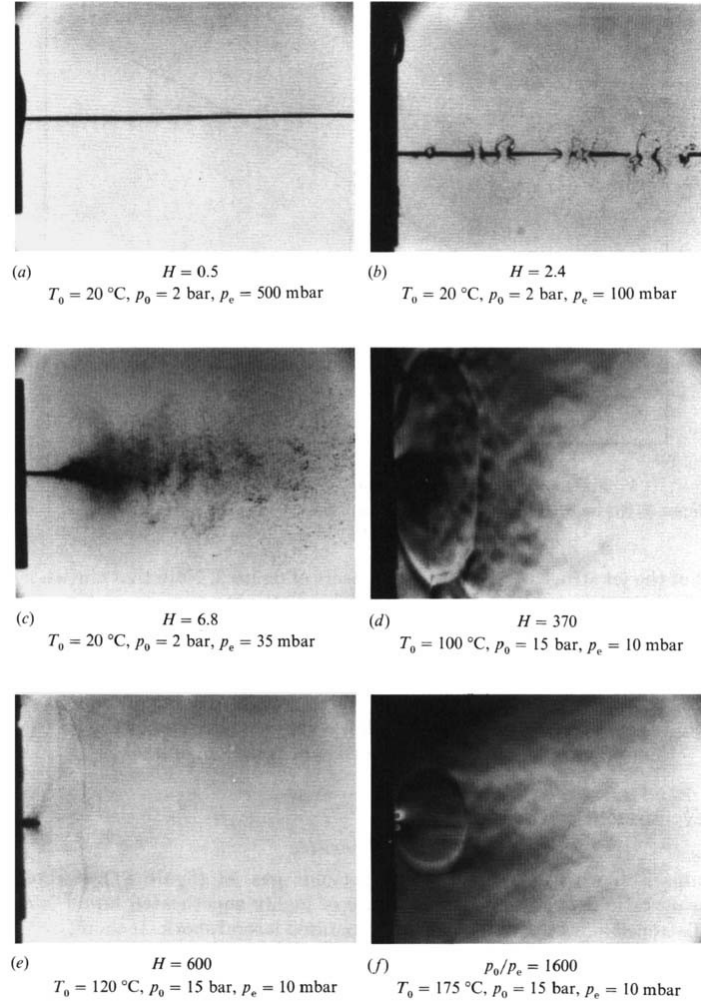 (a) H = 0.5
T₀ = 20 °C, p₀ = 2 bar, pₑ = 500 mbar
(b) H = 2.4
T₀ = 20 °C, p₀ = 2 bar, pₑ = 100 mbar
(c) H = 6.8
T₀ = 20 °C, p₀ = 2 bar, pₑ = 35 mbar
(d) H = 370
T₀ = 100 °C, p₀ = 15 bar, pₑ = 10 mbar
(e) H = 600
T₀ = 120 °C, p₀ = 15 bar, pₑ = 10 mbar
(f) p₀/pₑ = 1600
T₀ = 175 °C, p₀ = 15 bar, pₑ = 10 mbar